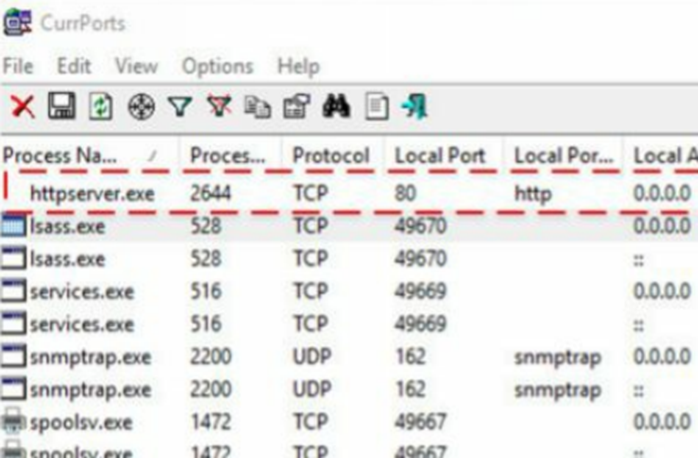 CurrPorts
File Edit View Options Help
Process Na... / Proces... Protocol Local Port Local Por... Local A
httpserver.exe 2644 TCP 80 http 0.0.0.0
lsass.exe 528 TCP 49670 0.0.0.0
lsass.exe 528 TCP 49670 ::
services.exe 516 TCP 49669 0.0.0.0
services.exe 516 TCP 49669 ::
snmptrap.exe 2200 UDP 162 snmptrap 0.0.0.0
snmptrap.exe 2200 UDP 162 snmptrap ::
spoolsv.exe 1472 TCP 49667 0.0.0.0
spoolsv.exe 1472 TCP 49667 ::